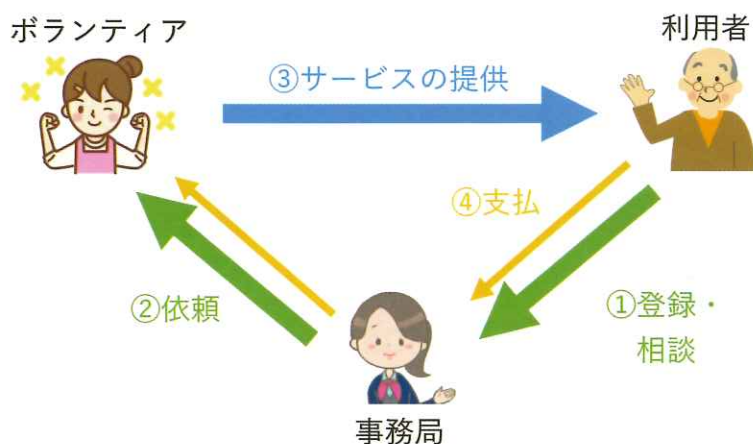 ボランティア
利用者
③サービスの提供
④支払
②依頼
①登録・
相談
事務局